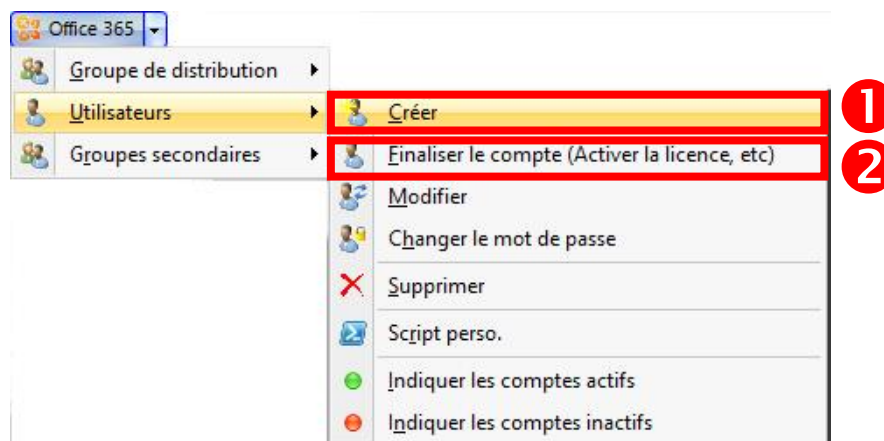 Office 365
Groupe de distribution
Utilisateurs
Groupes secondaires
Créer
1
Finaliser le compte (Activer la licence, etc)
2
Modifier
Changer le mot de passe
Supprimer
Script perso.
Indiquer les comptes actifs
Indiquer les comptes inactifs